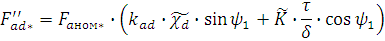 F''ad∗ = Fаном∗ · (kad · χ̃d · sin ψ1 + K̃ · τ/δ · cos ψ1)